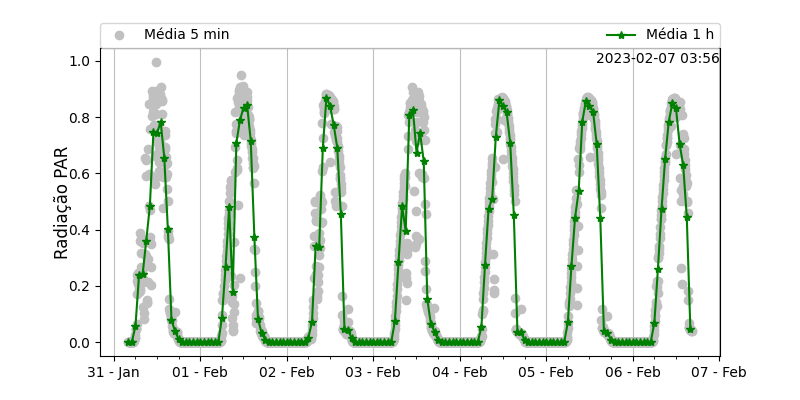 Média 5 min
Média 1 h
2023-02-07 03:56
Radiação PAR
1.0
0.8
0.6
0.4
0.2
0.0
31 - Jan
01 - Feb
02 - Feb
03 - Feb
04 - Feb
05 - Feb
06 - Feb
07 - Feb